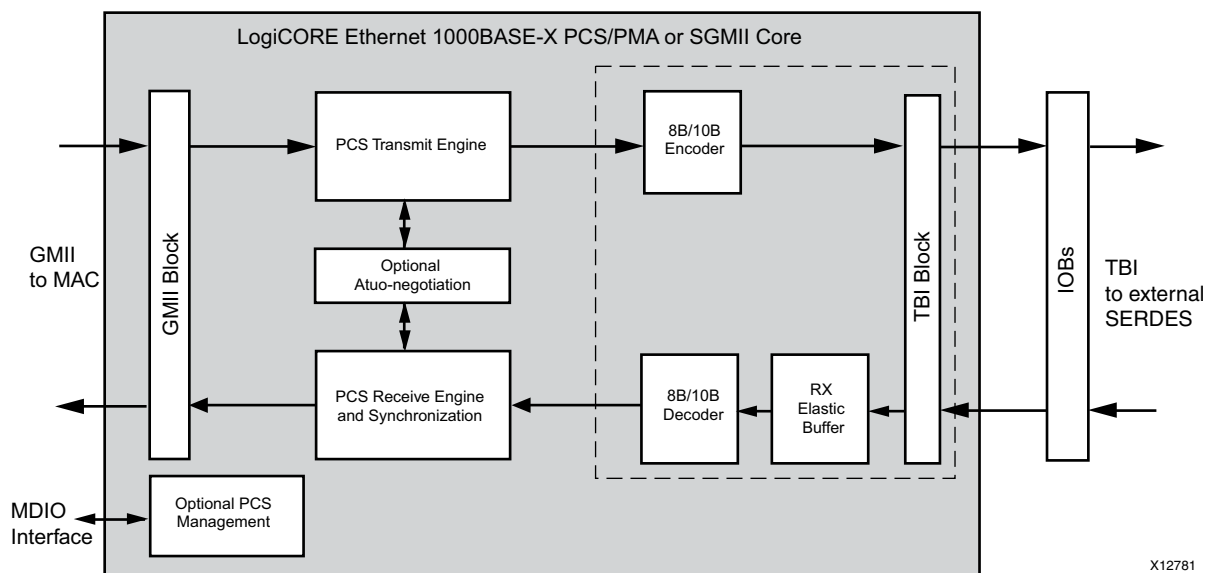 LogiCORE Ethernet 1000BASE-X PCS/PMA or SGMII Core
GMII
to MAC
GMII Block
PCS Transmit Engine
Optional
Atuo-negotiation
PCS Receive Engine
and Synchronization
8B/10B
Encoder
8B/10B
Decoder
RX
Elastic
Buffer
TBI Block
IOBs
TBI
to external
SERDES
MDIO
Interface
Optional PCS
Management
X12781